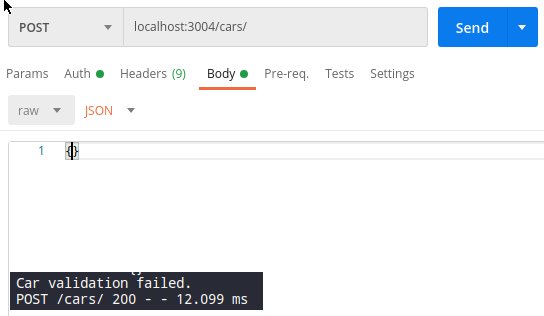 POST localhost:3004/cars/ Send
Params Auth Headers (9) Body Pre-req. Tests Settings
raw JSON
1 {}
Car validation failed.
POST /cars/ 200 - - 12.099 ms